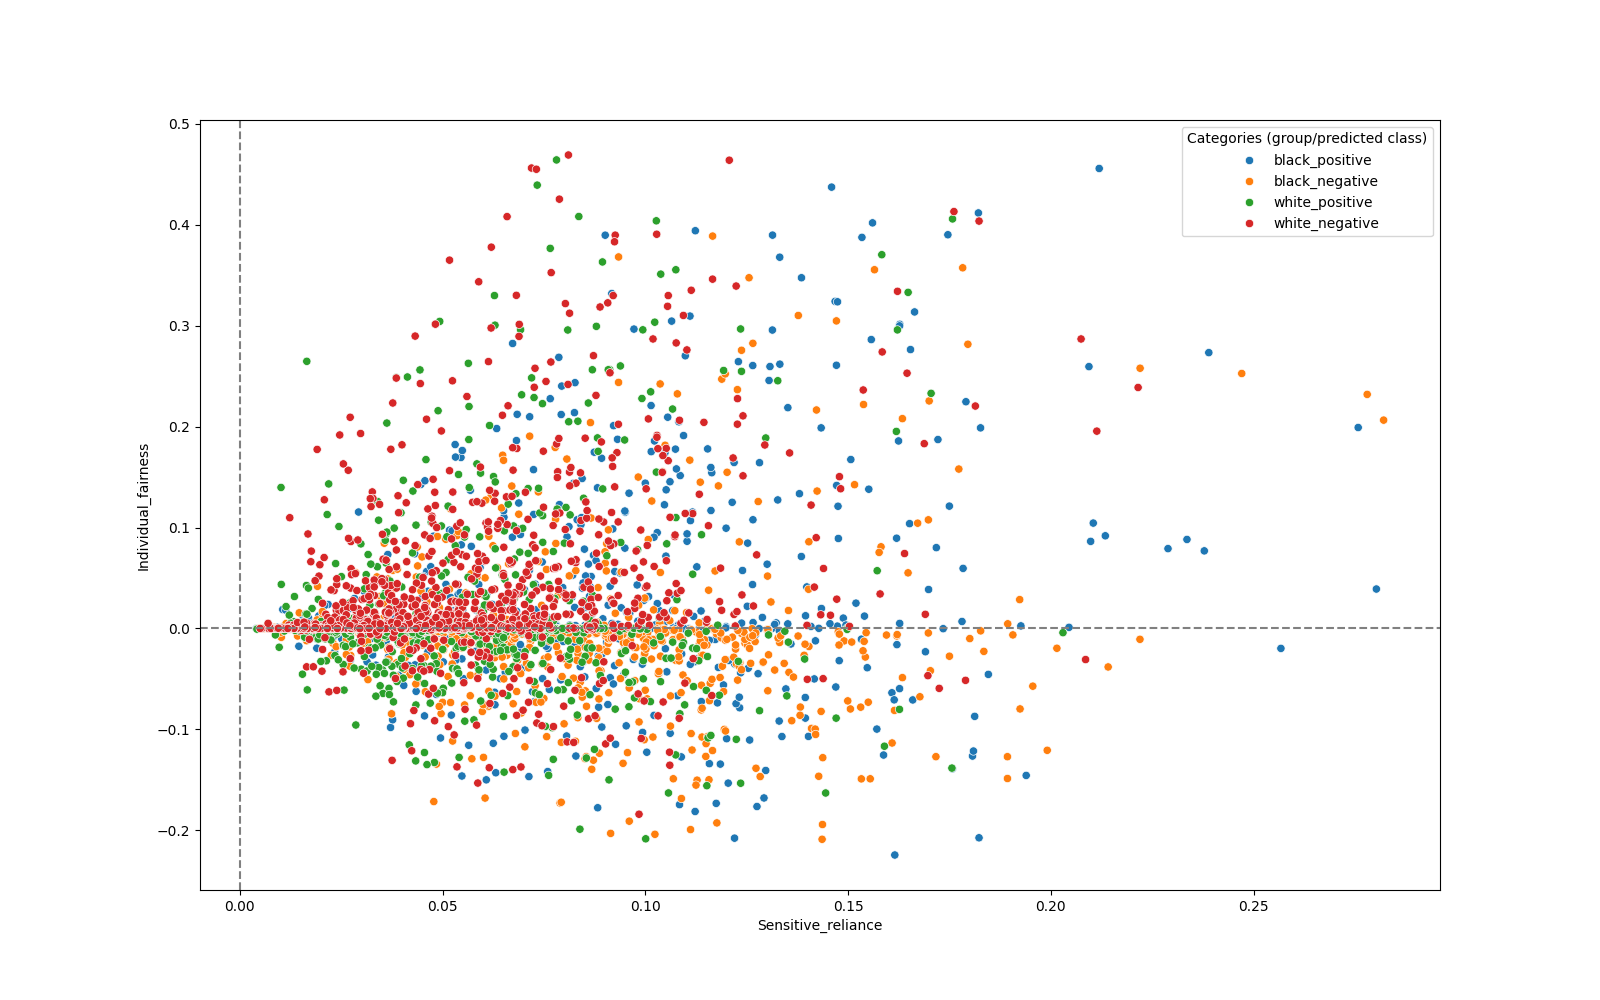 Categories (group/predicted class)
black_positive
black_negative
white_positive
white_negative
0.5
0.4
0.3
0.2
0.1
0.0
−0.1
−0.2
Individual_fairness
0.00 0.05 0.10 0.15 0.20 0.25
Sensitive_reliance